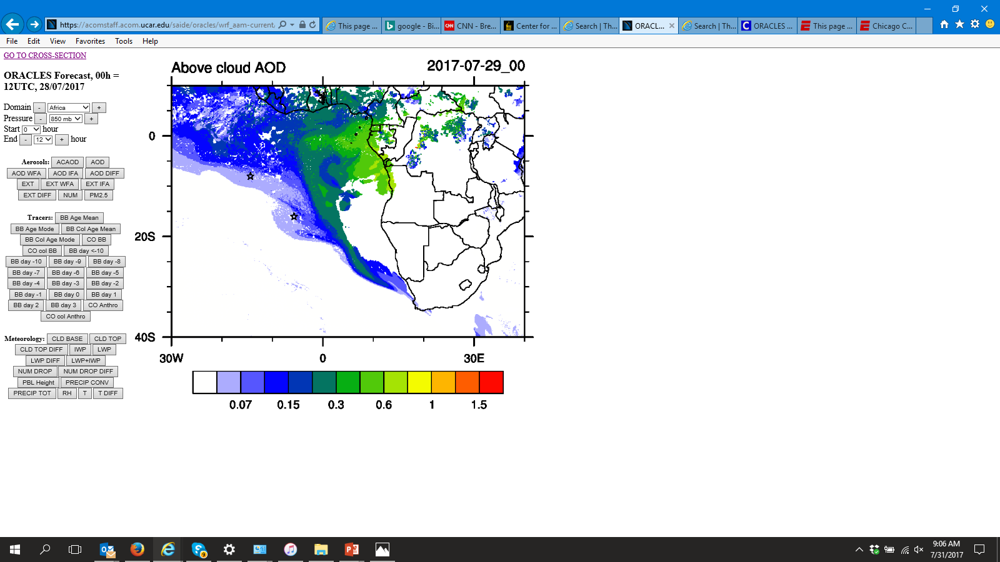 https://acomstaff.acom.ucar.edu/saide/oracles/wrf_aam-current/
This page ...
google - Bi...
CNN - Bre...
Center for ...
Search | Th...
ORACL...
Search | Th...
ORACLES ...
This page ...
Chicago C...
File Edit View Favorites Tools Help
GO TO CROSS-SECTION
ORACLES Forecast, 00h =
12UTC, 28/07/2017
Domain - Africa +
Pressure - 850 mb +
Start 0 hour
End - 12 + hour
Aerosols: ACAOD AOD
AOD WFA AOD IFA AOD DIFF
EXT EXT WFA EXT IFA
EXT DIFF NUM PM2.5
Tracers: BB Age Mean
BB Age Mode BB Col Age Mean
BB Col Age Mode CO BB
CO col BB BB day <-10
BB day -10 BB day -9 BB day -8
BB day -7 BB day -6 BB day -5
BB day -4 BB day -3 BB day -2
BB day -1 BB day 0 BB day 1
BB day 2 BB day 3 CO Anthro
CO col Anthro
Meteorology: CLD BASE CLD TOP
CLD TOP DIFF IWP LWP
LWP DIFF LWP+IWP
NUM DROP NUM DROP DIFF
PBL Height PRECIP CONV
PRECIP TOT RH T T DIFF
Above cloud AOD 2017-07-29_00
0
20S
40S
30W 0 30E
0.07 0.15 0.3 0.6 1 1.5
9
9:06 AM
7/31/2017